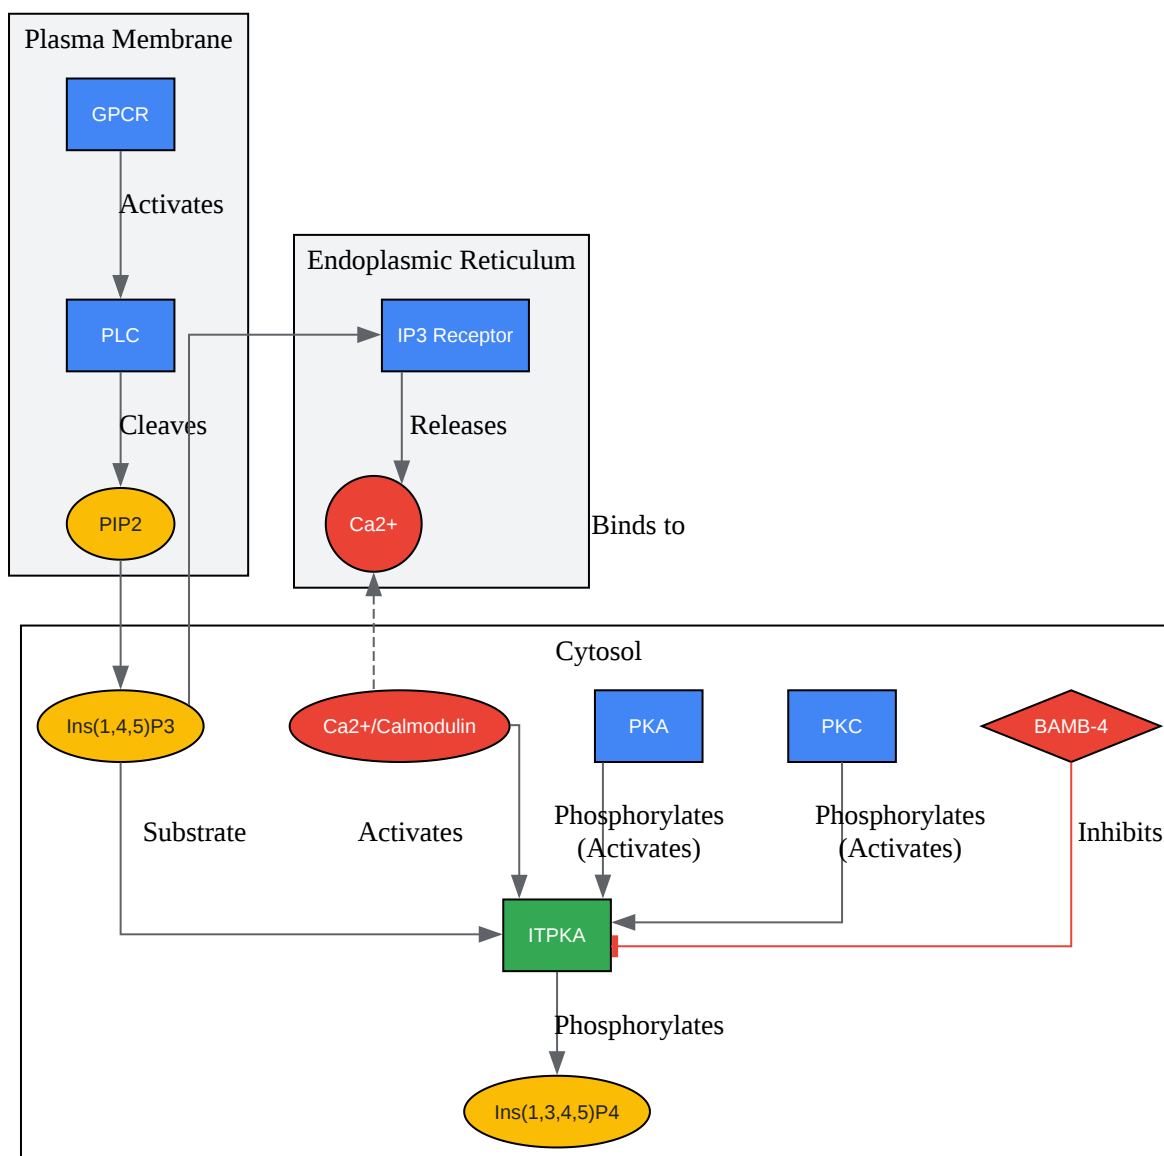 Plasma Membrane
GPCR
Activates
Endoplasmic Reticulum
PLC
IP3 Receptor
Cleaves
Releases
PIP2
Ca2+
Binds to
Cytosol
Ins(1,4,5)P3
Ca2+/Calmodulin
PKA
PKC
BAMB-4
Substrate
Activates
Phosphorylates
(Activates)
Phosphorylates
(Activates)
Inhibits
ITPKA
Phosphorylates
Ins(1,3,4,5)P4